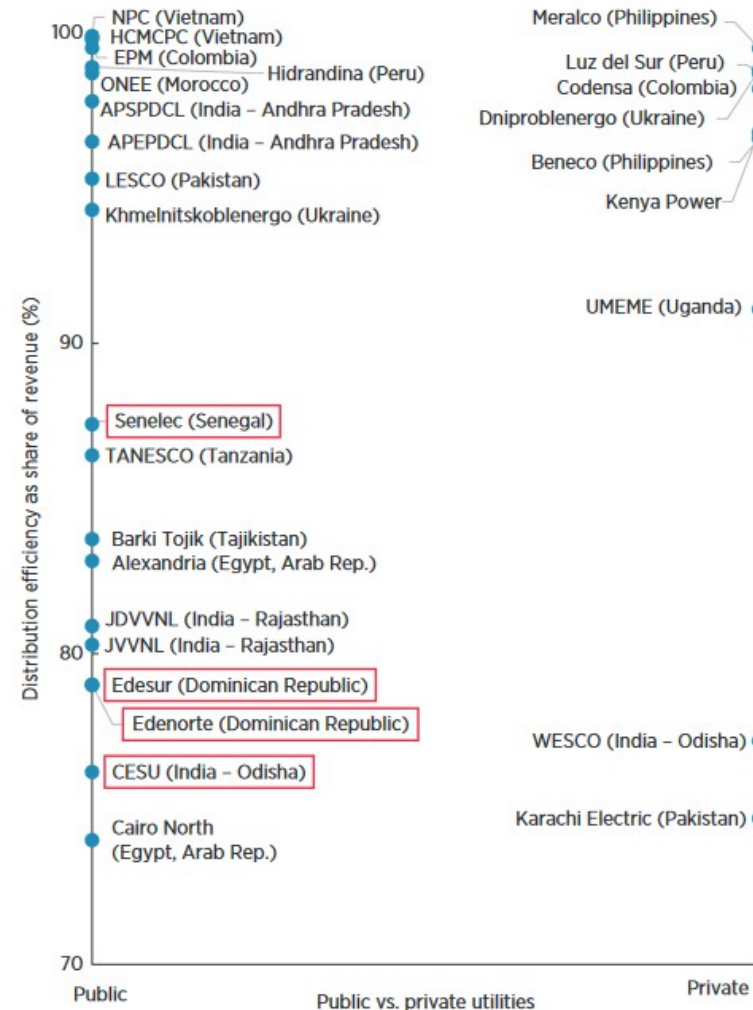 100
NPC (Vietnam)
HCMCPC (Vietnam)
EPM (Colombia)
Hidrandina (Peru)
ONEE (Morocco)
APSPDCL (India – Andhra Pradesh)
APEPDCL (India – Andhra Pradesh)
LESCO (Pakistan)
Khmelnitskoblenergo (Ukraine)
Meralco (Philippines)
Luz del Sur (Peru)
Codensa (Colombia)
Dniproblenergo (Ukraine)
Beneco (Philippines)
Kenya Power
UMEME (Uganda)
90
Distribution efficiency as share of revenue (%)
Senelec (Senegal)
TANESCO (Tanzania)
Barki Tojik (Tajikistan)
Alexandria (Egypt, Arab Rep.)
JDVVNL (India – Rajasthan)
JVVNL (India – Rajasthan)
80
Edesur (Dominican Republic)
Edenorte (Dominican Republic)
WESCO (India – Odisha)
CESU (India – Odisha)
Karachi Electric (Pakistan)
Cairo North
(Egypt, Arab Rep.)
70
Public
Public vs. private utilities
Private